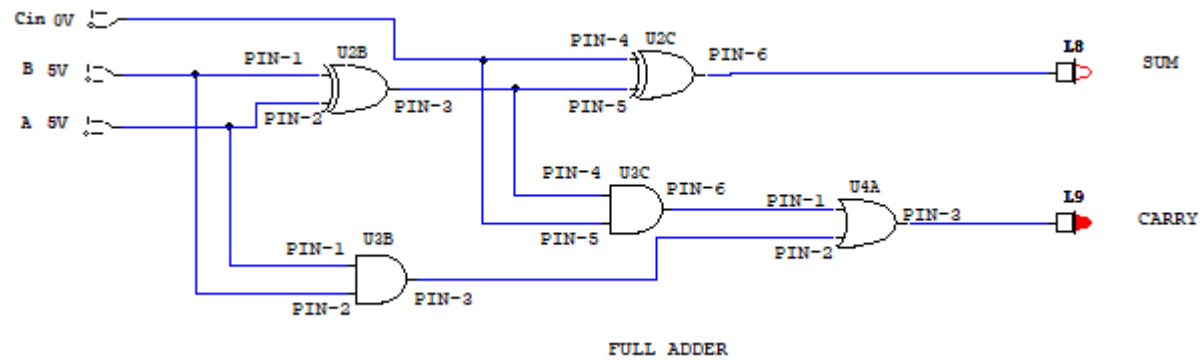 Cin 0V
PIN-4 U2C PIN-6 L8 SUM
PIN-1 U2B
B 5V
PIN-2 PIN-3 PIN-5
A 5V
PIN-4 U3C PIN-6 U4A L9
PIN-1 PIN-3 CARRY
PIN-5 PIN-2
U3B
PIN-1
PIN-2 PIN-3
FULL ADDER